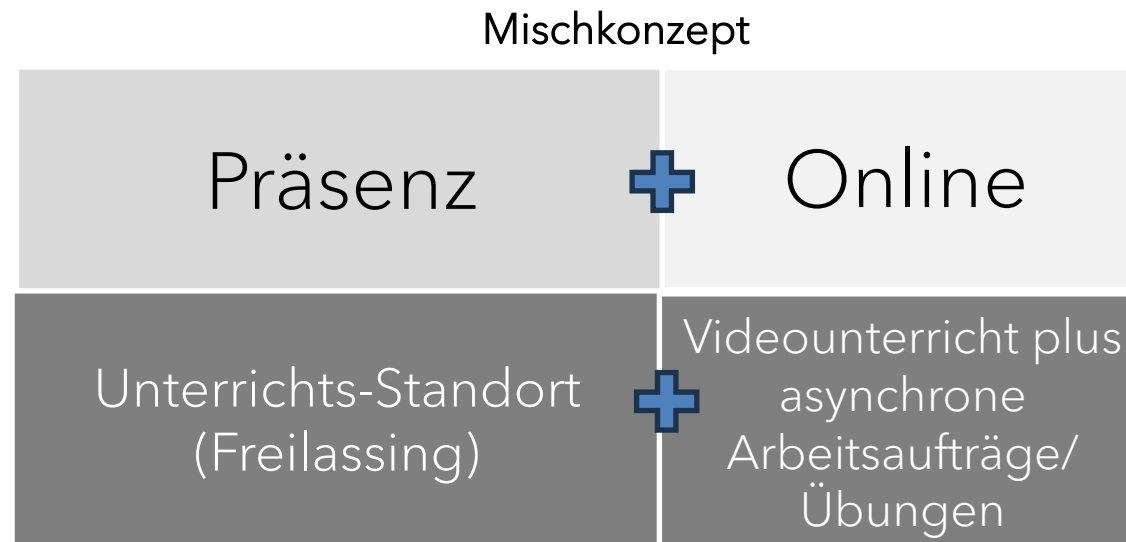 Mischkonzept
Präsenz
Online
Unterrichts-Standort
(Freilassing)
Videounterricht plus
asynchrone
Arbeitsaufträge/
Übungen